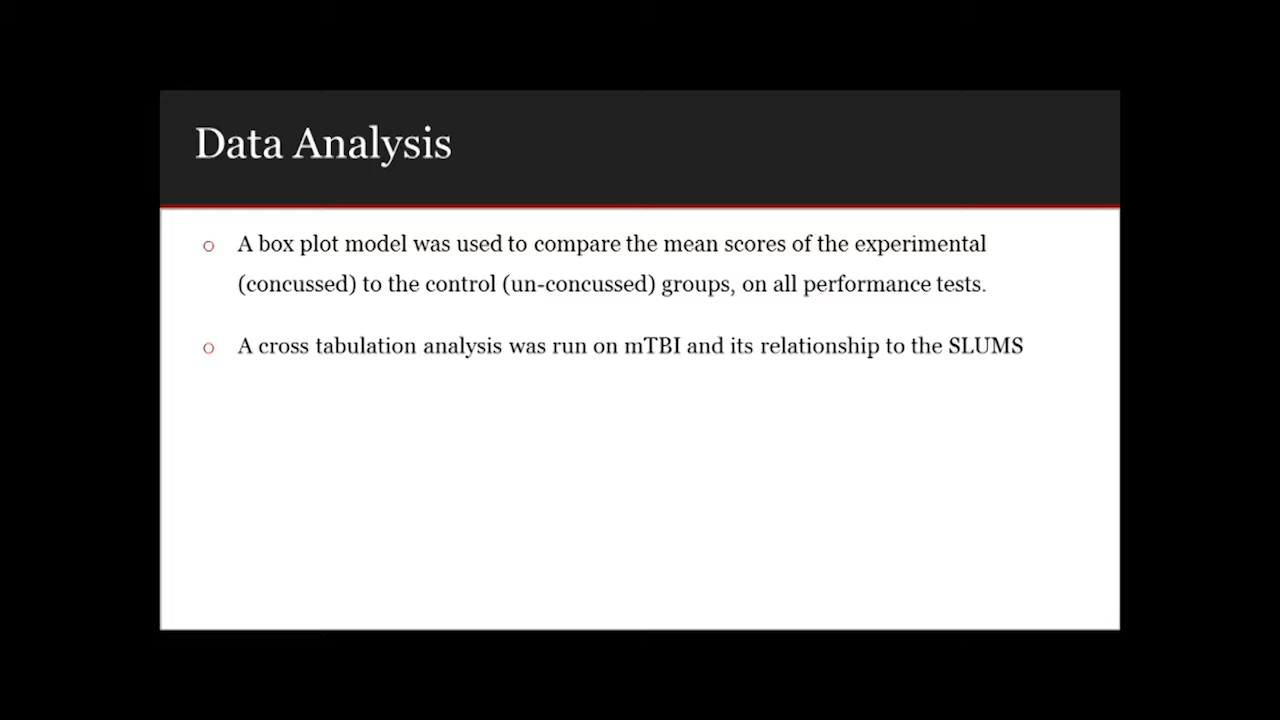 Data Analysis
A box plot model was used to compare the mean scores of the experimental
(concussed) to the control (un-concussed) groups, on all performance tests.
A cross tabulation analysis was run on mTBI and its relationship to the SLUMS